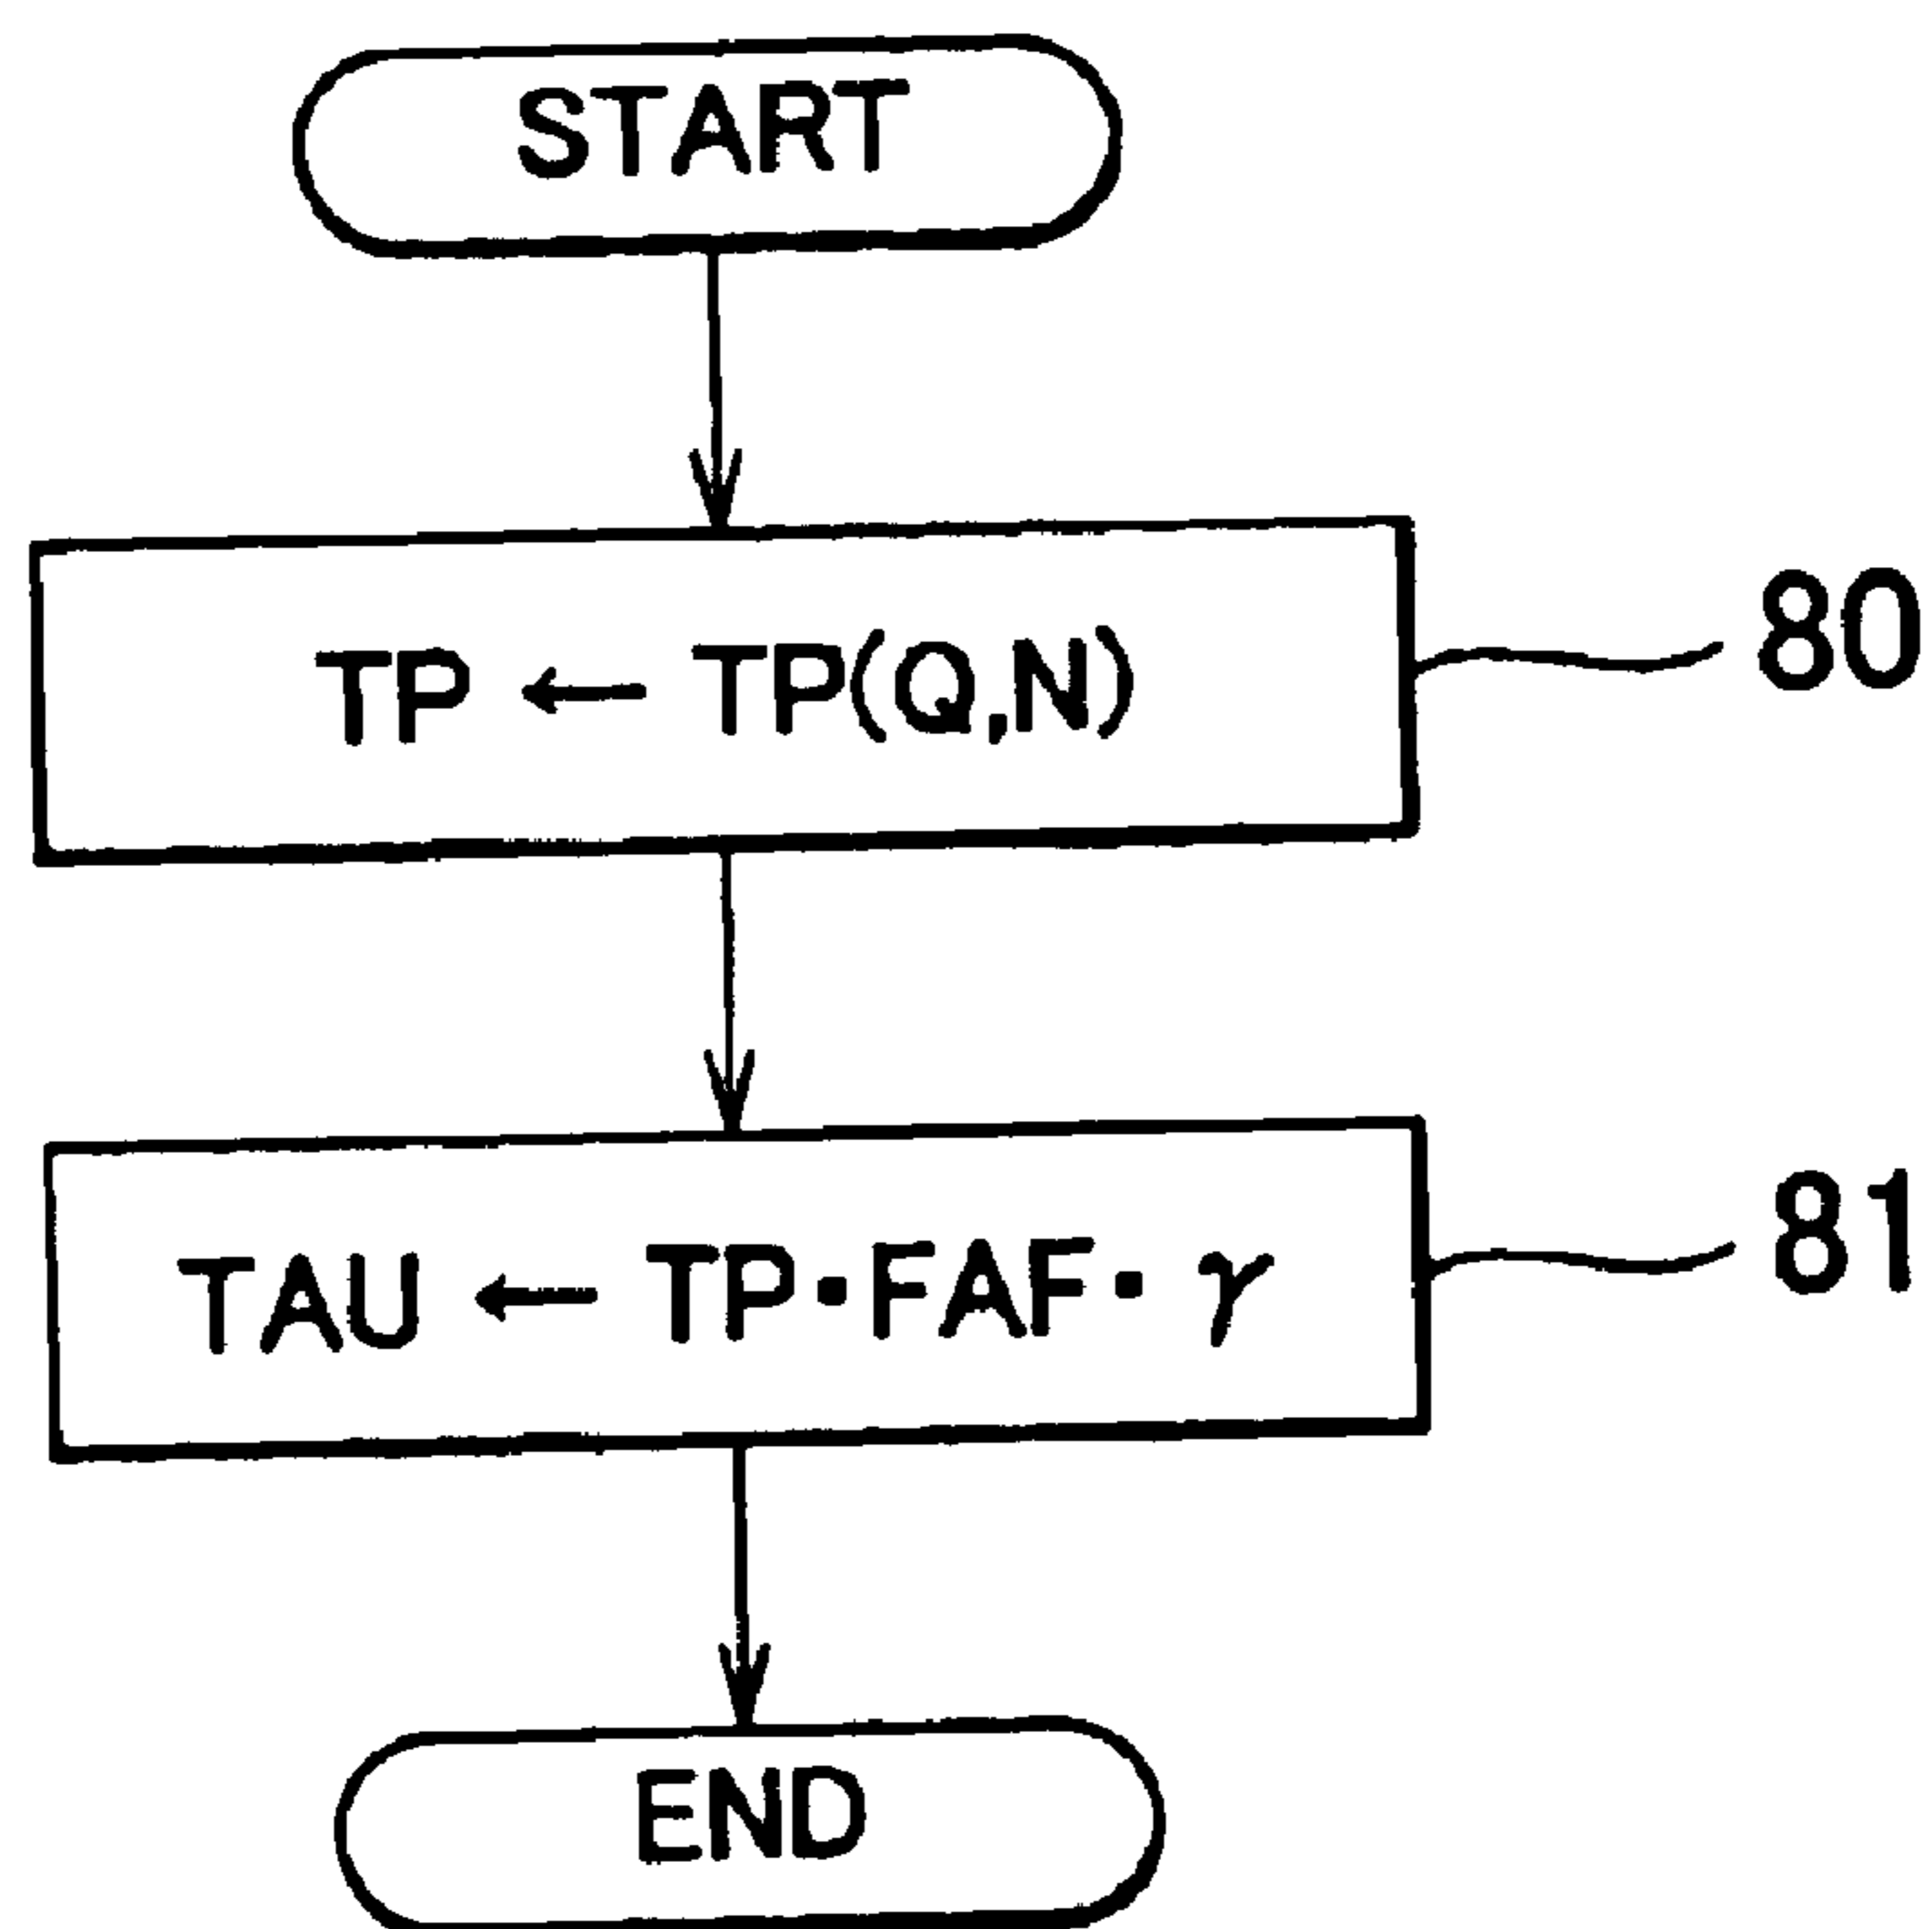 START
TP ← TP(Q,N)
80
TAU ← TP·FAF·γ
81
END